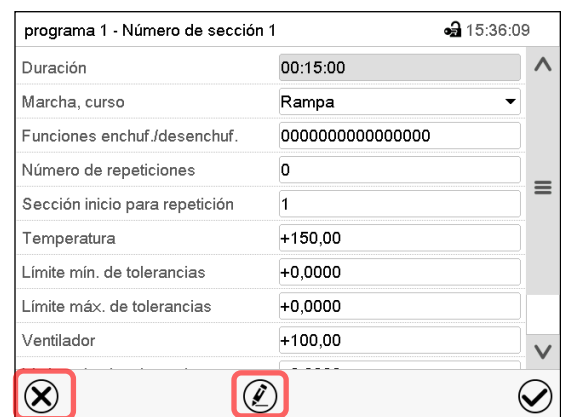 programa 1 - Número de sección 1 15:36:09
Duración 00:15:00
Marcha, curso Rampa
Funciones enchuf./desenchuf. 0000000000000000
Número de repeticiones 0
Sección inicio para repetición 1
Temperatura +150,00
Límite mín. de tolerancias +0,0000
Límite máx. de tolerancias +0,0000
Ventilador +100,00